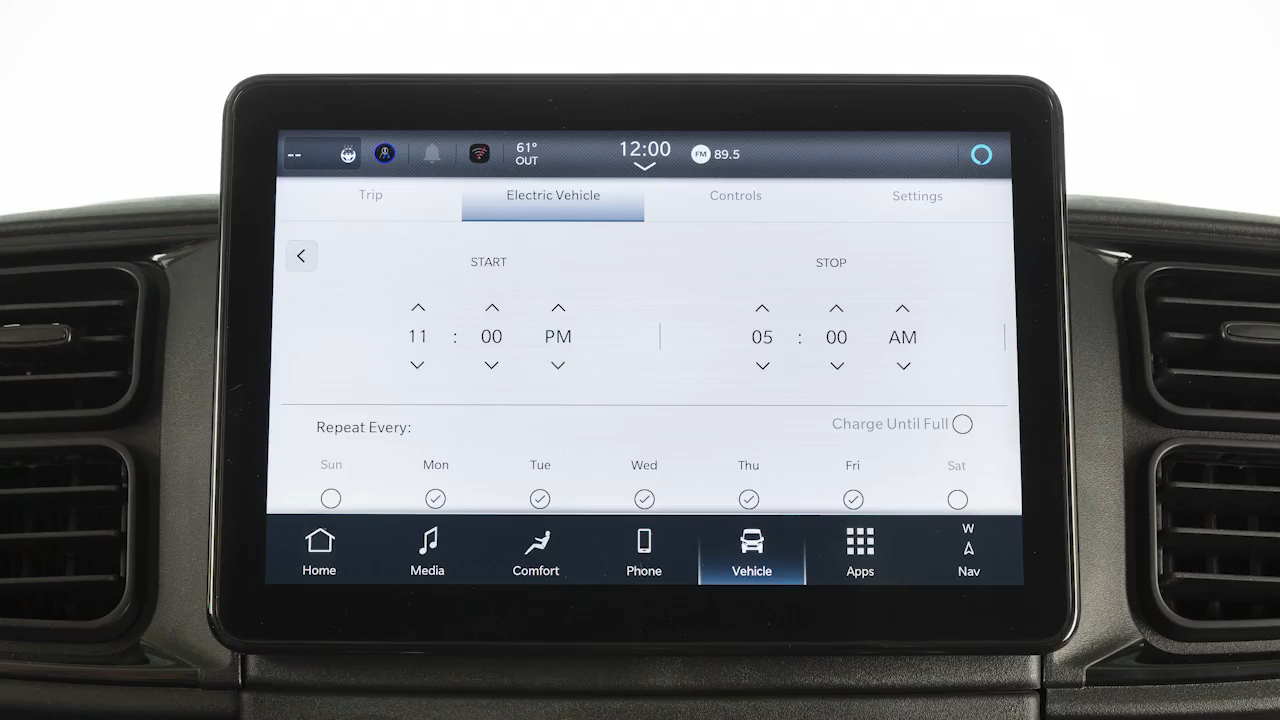 -- 61° OUT 12:00 FM 89.5
Trip Electric Vehicle Controls Settings
START STOP
11 : 00 PM 05 : 00 AM
Repeat Every: Charge Until Full
Sun Mon Tue Wed Thu Fri Sat
W
Home Media Comfort Phone Vehicle Apps Nav